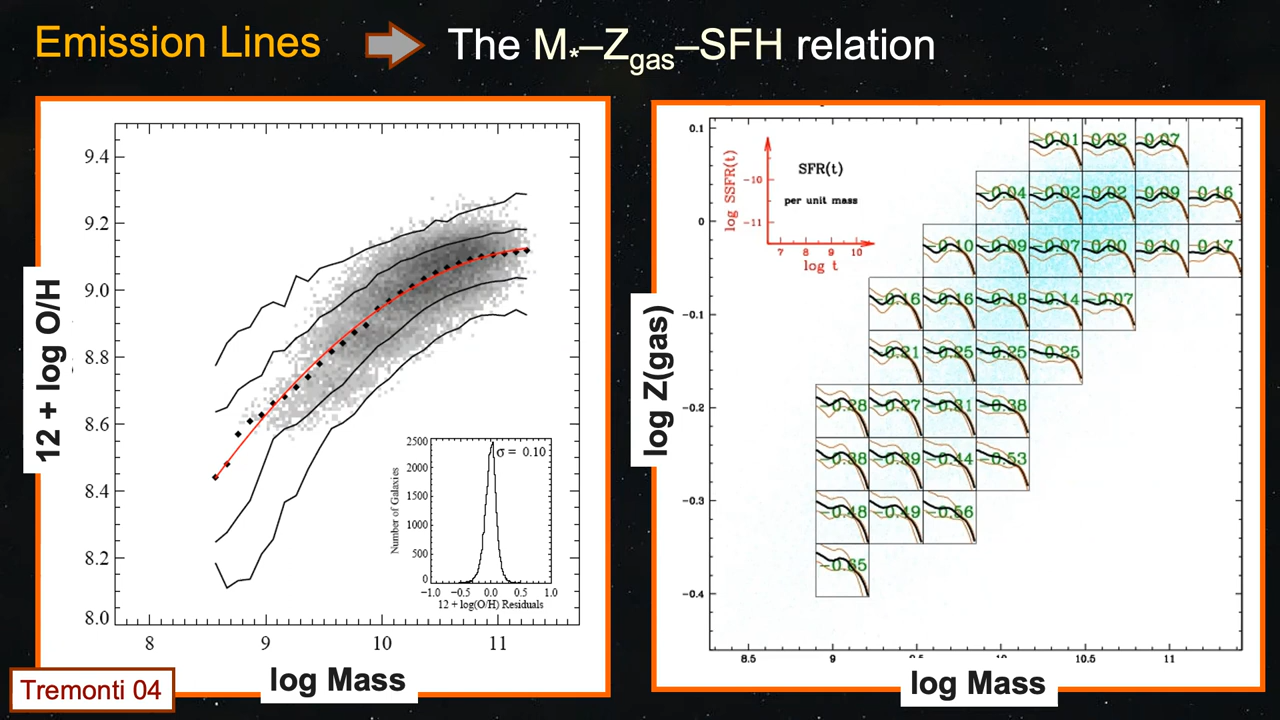 Emission Lines
The M*–Zgas–SFH relation
12 + log O/H
9.4
9.2
9.0
8.8
8.6
8.4
8.2
8.0
8 9 10 11
log Mass
Tremonti 04
σ = 0.10
Number of Galaxies
2500
2000
1500
1000
500
0
−1.0 −0.5 0.0 0.5 1.0
12 + log(O/H) Residuals
log Z(gas)
0.1
0
−0.1
−0.2
−0.3
−0.4
log SSFR(t)
−10
−11
SFR(t)
per unit mass
7 8 9 10
log t
−0.01 0.02 0.07
−0.04 −0.02 0.02 0.09 0.16
−0.10 −0.09 −0.07 0.00 0.10 0.17
−0.16 −0.16 −0.18 −0.14 −0.07
−0.21 −0.25 −0.25 −0.25
−0.28 −0.27 −0.31 −0.38
−0.38 −0.39 −0.44 −0.53
−0.48 −0.49 −0.56
−0.65
8.5 9 10.5 11
log Mass